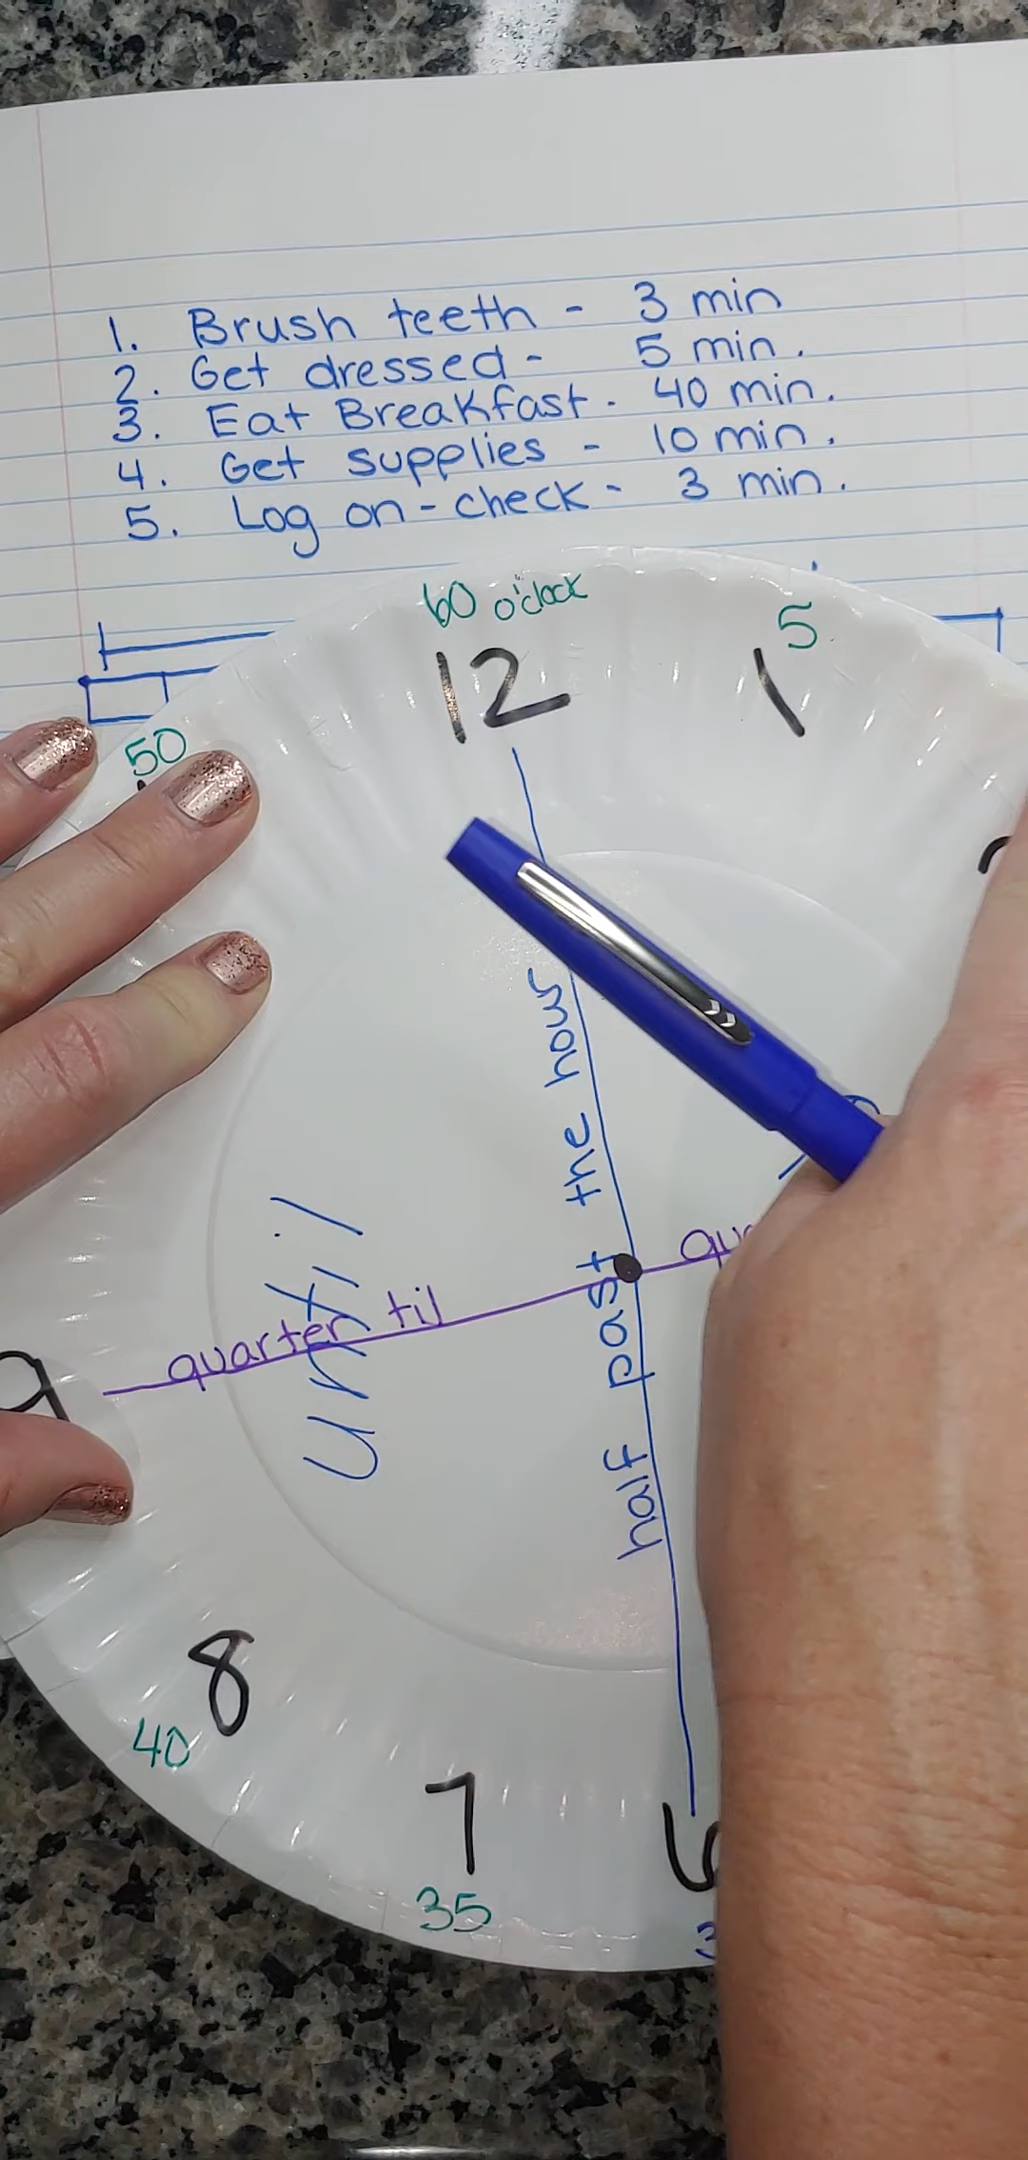 1. Brush teeth - 3 min
2. Get dressed - 5 min.
3. Eat Breakfast. 40 min.
4. Get supplies - 10 min.
5. Log on-check - 3 min.
60 o'clock
5
12
1
50
half past the hour
quarter til
until
9
8
40
7
35
6